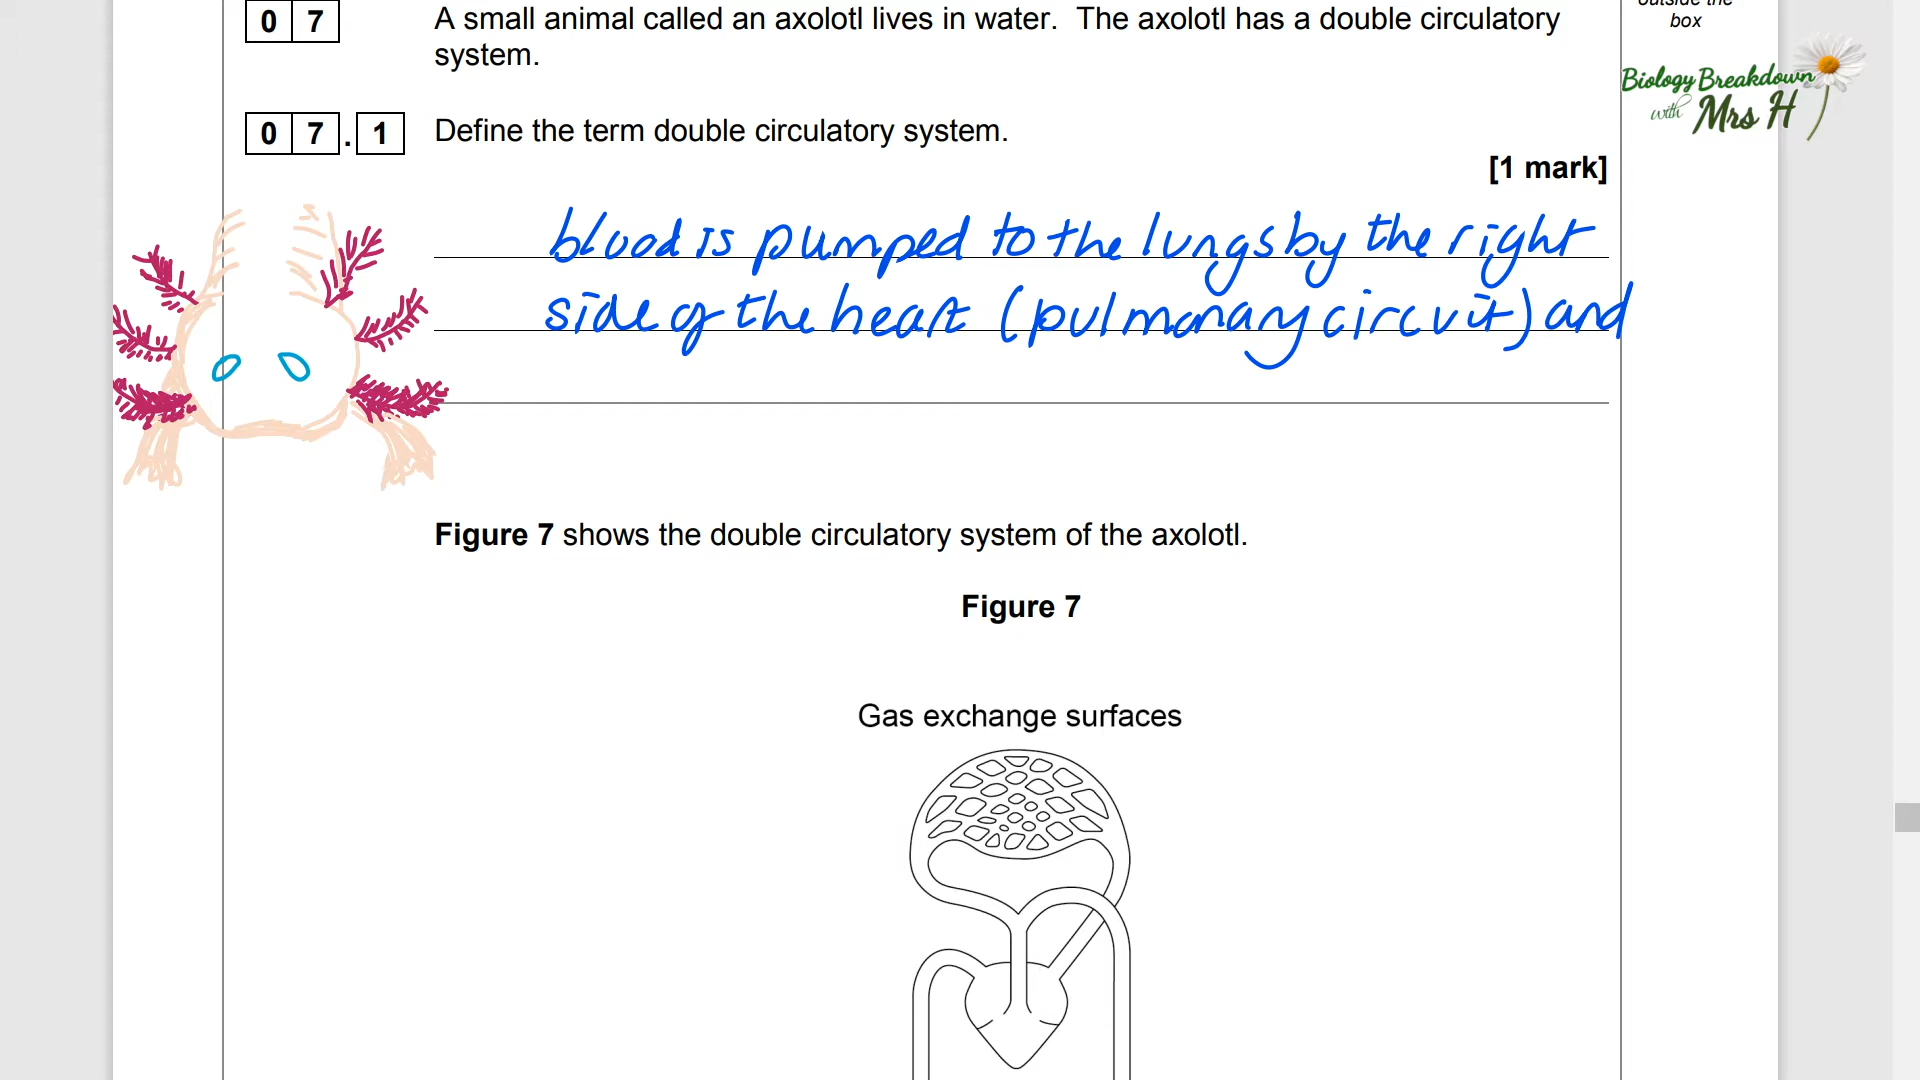 outside the
box
0 7 A small animal called an axolotl lives in water. The axolotl has a double circulatory
system.
Biology Breakdown
with Mrs H
0 7 . 1 Define the term double circulatory system.
[1 mark]
blood is pumped to the lungs by the right
side of the heart (pulmonary circuit) and
Figure 7 shows the double circulatory system of the axolotl.
Figure 7
Gas exchange surfaces